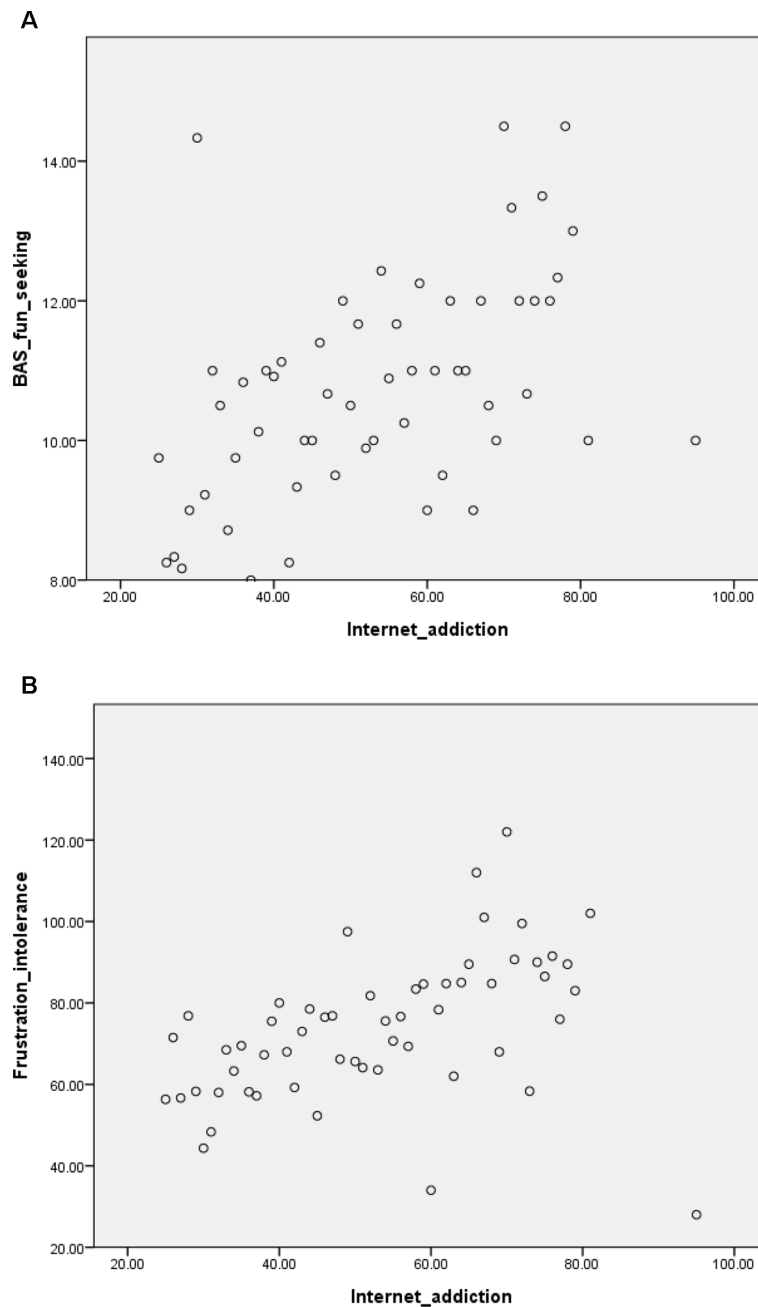 A
14.00
12.00
10.00
8.00
BAS_fun_seeking
20.00 40.00 60.00 80.00 100.00
Internet_addiction
B
140.00
120.00
100.00
80.00
60.00
40.00
20.00
Frustration_intolerance
20.00 40.00 60.00 80.00 100.00
Internet_addiction